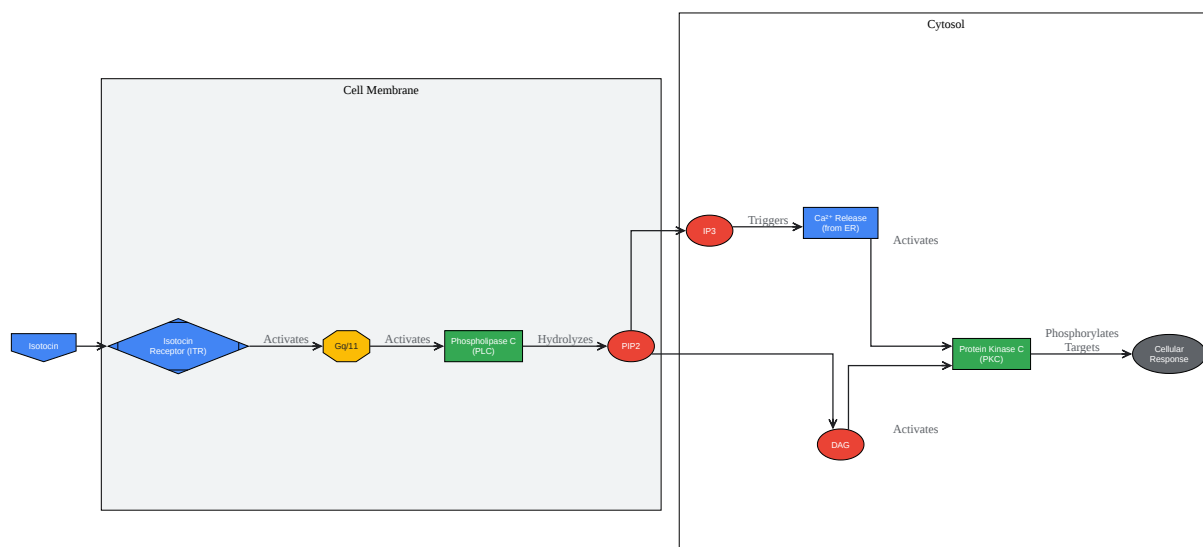 Cytosol
Cell Membrane
IP3
Triggers
Ca²⁺ Release
(from ER)
Activates
Isotocin
Isotocin
Receptor (ITR)
Activates
Gq/11
Activates
Phospholipase C
(PLC)
Hydrolyzes
PIP2
Protein Kinase C
(PKC)
Phosphorylates
Targets
Cellular
Response
DAG
Activates